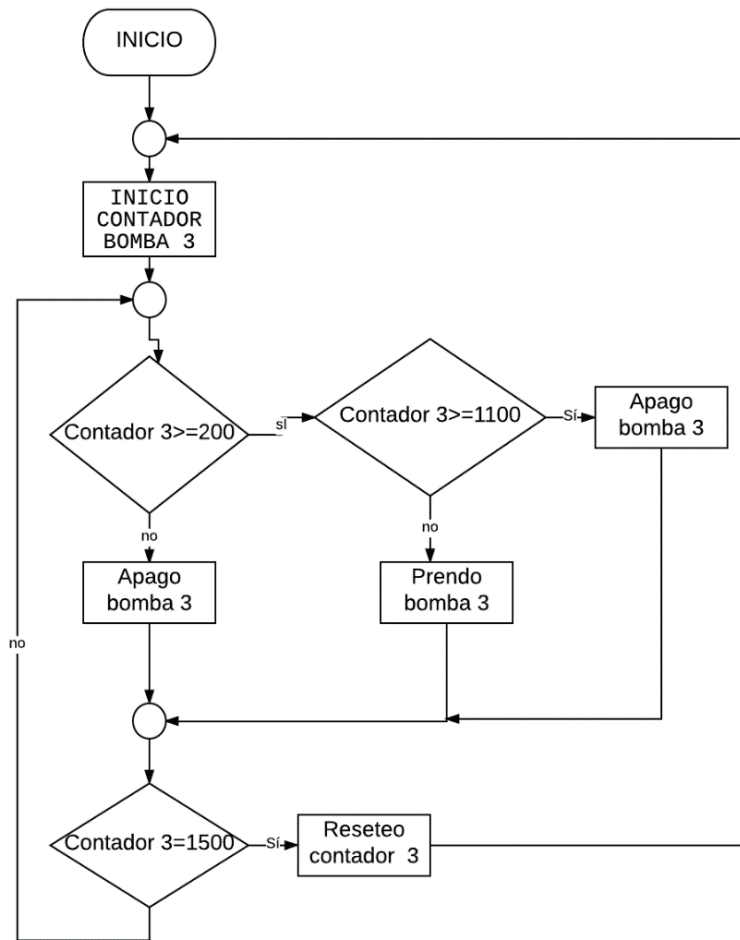 INICIO
INICIO
CONTADOR
BOMBA 3
Contador 3>=200
sI
Contador 3>=1100
Sí
Apago
bomba 3
no
no
Apago
bomba 3
Prendo
bomba 3
no
Contador 3=1500
Sí
Reseteo
contador 3